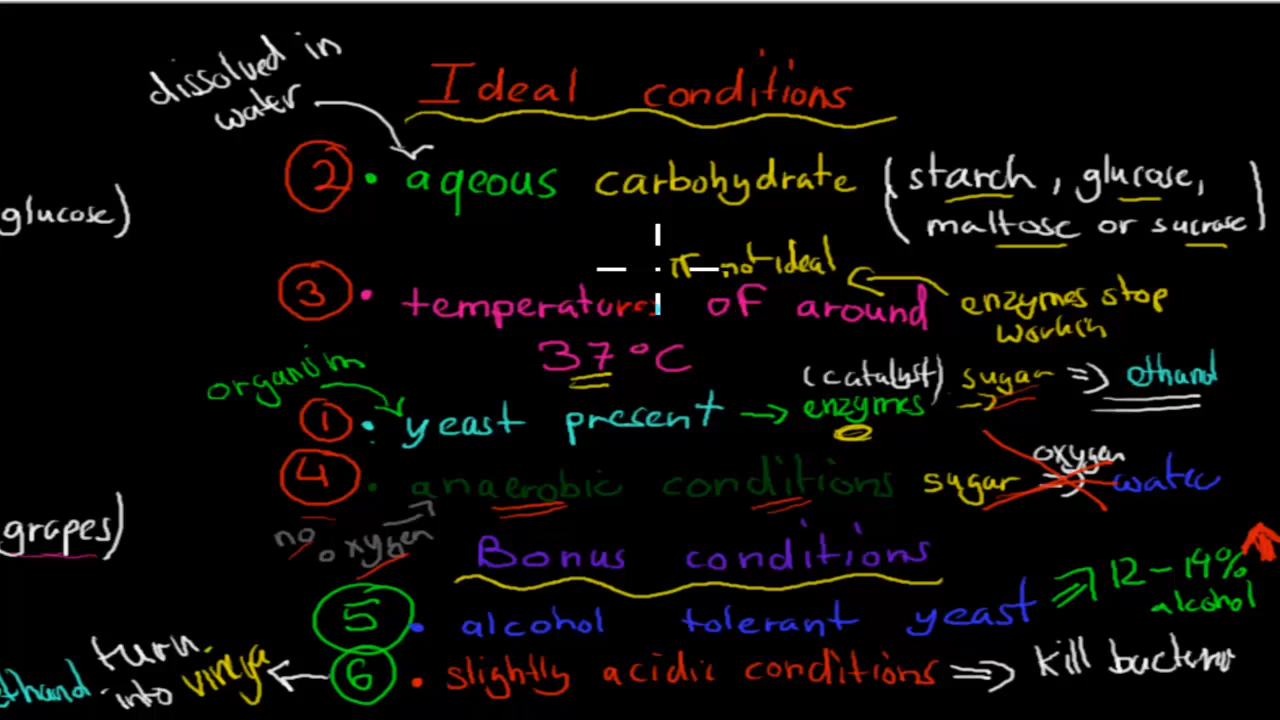 dissolved in
water
Ideal conditions
2 • aqeous carbohydrate (starch, glucose,
maltose or sucrose)
glucose)
if not ideal
3 • temperature of around
37°C
enzymes stop
workin
organism
1 • yeast present → enzymes → sugar ⇒ ethanol
(catalyst)
4 • anaerobic conditions sugar ⇒ water
oxygen
no oxygen
grapes)
Bonus conditions
5 • alcohol tolerant yeast ⇒ 12-14%
alcohol
6 • slightly acidic conditions ⇒ kill bacteria
ethanol turn
into